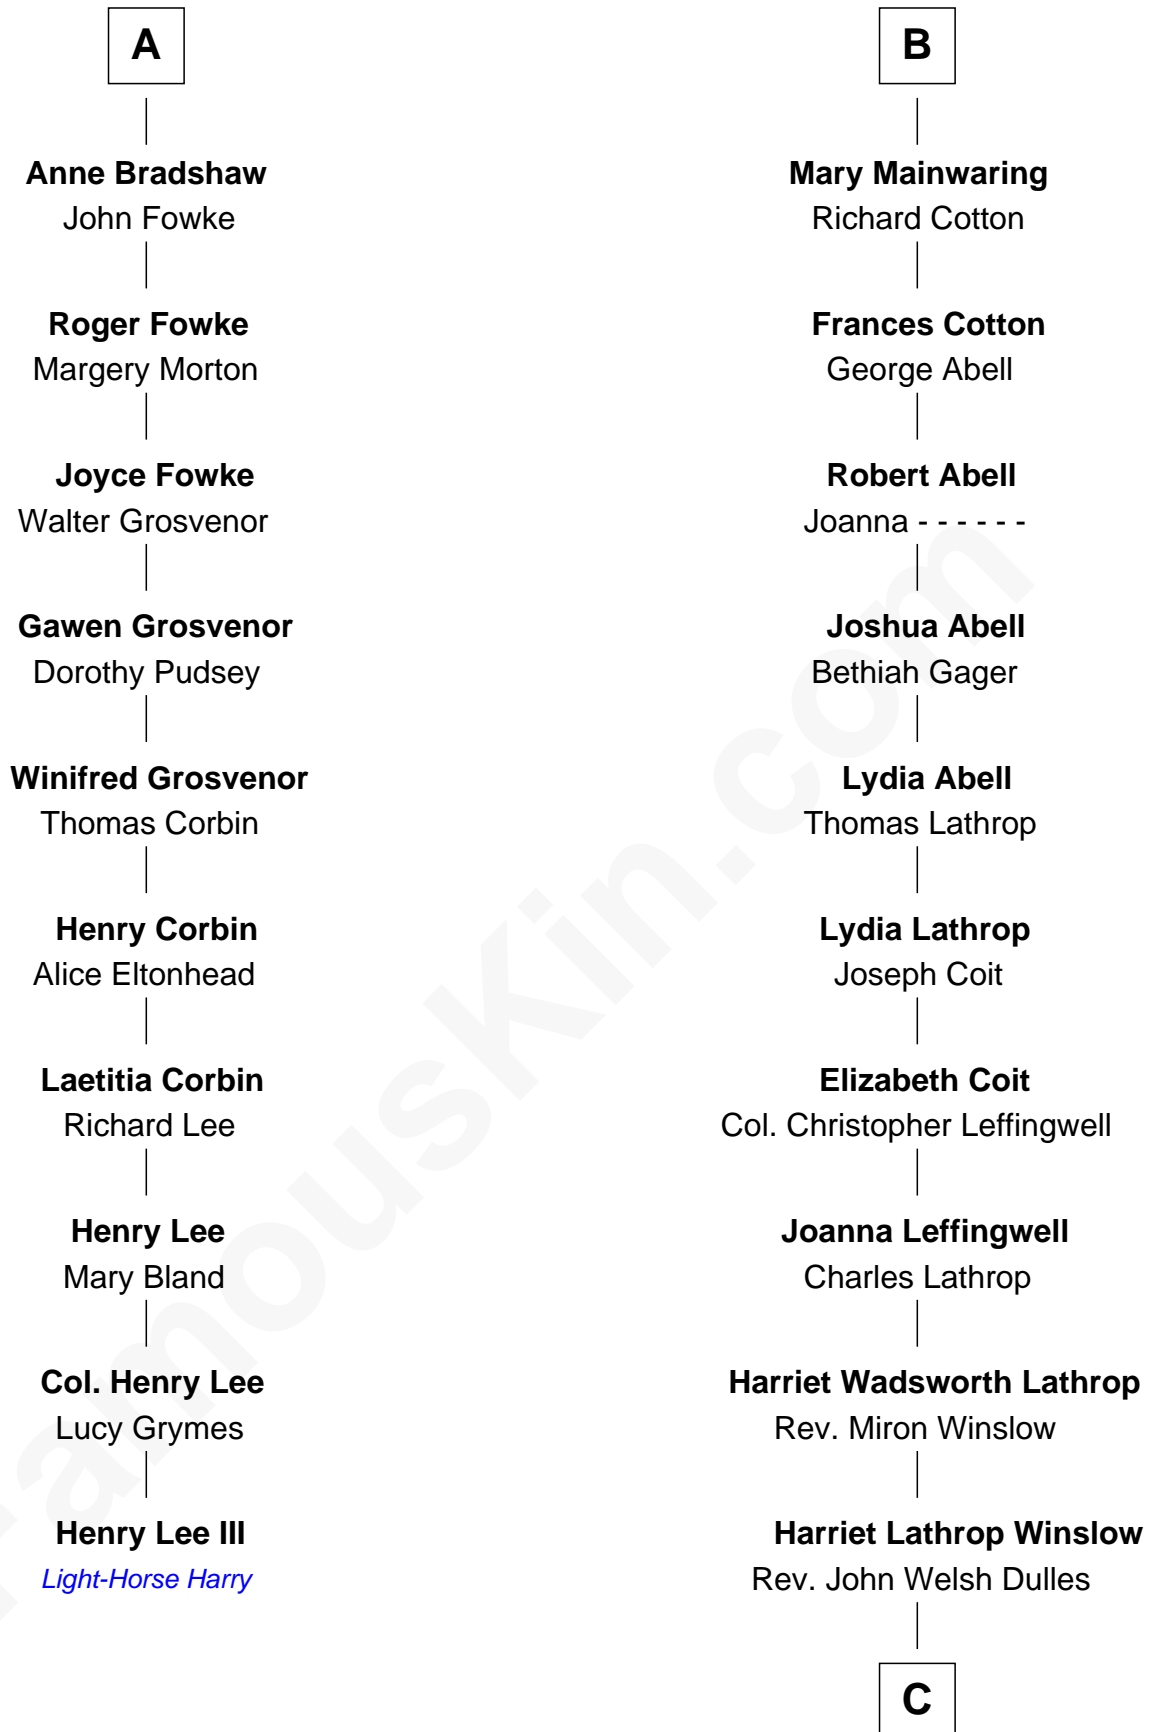 A
Anne Bradshaw
John Fowke
Roger Fowke
Margery Morton
Joyce Fowke
Walter Grosvenor
Gawen Grosvenor
Dorothy Pudsey
Winifred Grosvenor
Thomas Corbin
Henry Corbin
Alice Eltonhead
Laetitia Corbin
Richard Lee
Henry Lee
Mary Bland
Col. Henry Lee
Lucy Grymes
Henry Lee III
Light-Horse Harry
B
Mary Mainwaring
Richard Cotton
Frances Cotton
George Abell
Robert Abell
Joanna - - - - - -
Joshua Abell
Bethiah Gager
Lydia Abell
Thomas Lathrop
Lydia Lathrop
Joseph Coit
Elizabeth Coit
Col. Christopher Leffingwell
Joanna Leffingwell
Charles Lathrop
Harriet Wadsworth Lathrop
Rev. Miron Winslow
Harriet Lathrop Winslow
Rev. John Welsh Dulles
C
FamousKin.com